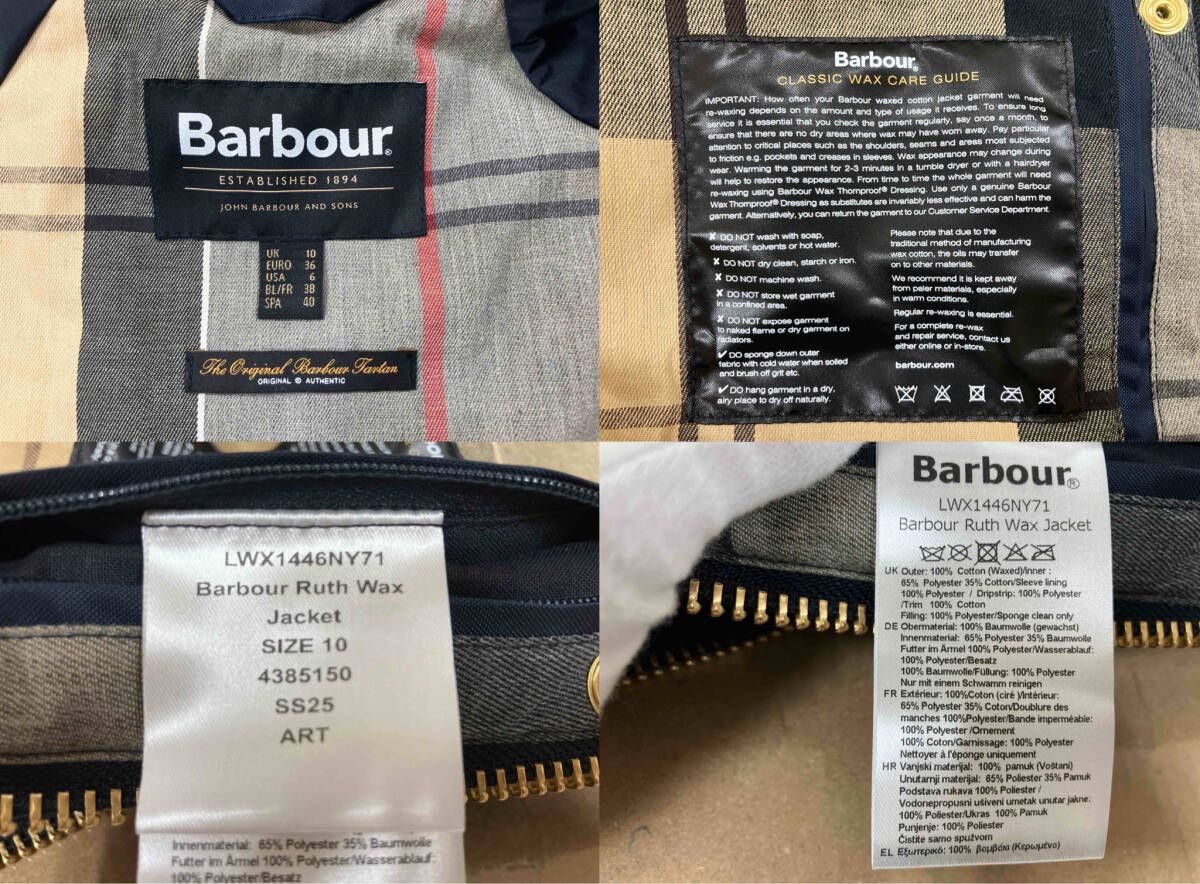 Barbour®
ESTABLISHED 1894
JOHN BARBOUR AND SONS
UK 10
EURO 36
USA 6
BL/FR 38
SPA 40
The Original Barbour Tartan
ORIGINAL & AUTHENTIC
Barbour®
CLASSIC WAX CARE GUIDE
IMPORTANT: How often your Barbour waxed cotton jacket garment will need
re-waxing depends on the amount and type of usage it receives. To ensure long
service it is essential that you check the garment regularly, say once a month, to
ensure that there are no dry areas where wax may have worn away. Pay particular
attention to critical places such as the shoulders, seams and areas most subjected
to friction e.g. pockets and creases in sleeves. Wax appearance may change during
wear. Warming the garment for 2-3 minutes in a tumble dryer or with a hairdryer
will help to restore the appearance. From time to time the whole garment will need
re-waxing using Barbour Wax Thornproof® Dressing. Use only a genuine Barbour
Wax Thornproof® Dressing as substitutes are invariably less effective and can harm the
garment. Alternatively, you can return the garment to our Customer Service Department.
✘ DO NOT wash with soap,
detergent, solvents or hot water.
✘ DO NOT dry clean, starch or iron.
✘ DO NOT machine wash.
✘ DO NOT store wet garment
in a confined area.
✘ DO NOT expose garment
to naked flame or dry garment on
radiators.
✓ DO sponge down outer
fabric with cold water when soiled
and brush off grit etc.
✓ DO hang garment in a dry,
airy place to dry off naturally.
Please note that due to the
traditional method of manufacturing
wax cotton, the oils may transfer
on to other materials.
We recommend it is kept away
from paler materials, especially
in warm conditions.
Regular re-waxing is essential.
For a complete re-wax
and repair service, contact us
either online or in-store.
barbour.com
LWX1446NY71
Barbour Ruth Wax
Jacket
SIZE 10
4385150
SS25
ART
Innenmaterial: 65% Polyester 35% Baumwolle
Futter im Ärmel 100% Polyester/Wasserablauf:
100% Polyester/Besatz
Barbour®
LWX1446NY71
Barbour Ruth Wax Jacket
UK Outer: 100% Cotton (Waxed)/Inner :
65% Polyester 35% Cotton/Sleeve lining
100% Polyester / Dripstrip: 100% Polyester
/Trim 100% Cotton
Filling: 100% Polyester/Sponge clean only
DE Obermaterial: 100% Baumwolle (gewachst)
Innenmaterial: 65% Polyester 35% Baumwolle
Futter im Ärmel 100% Polyester/Wasserablauf:
100% Polyester/Besatz
100% Baumwolle/Füllung: 100% Polyester
Nur mit einem Schwamm reinigen
FR Extérieur: 100%Coton (ciré )/Intérieur:
65% Polyester 35% Coton/Doublure des
manches 100%Polyester/Bande imperméable:
100% Polyester /Ornement
100% Coton/Garnissage: 100% Polyester
Nettoyer à l'éponge uniquement
HR Vanjski materijal: 100% pamuk (Voštani)
Unutarnji materijal: 65% Poliester 35% Pamuk
Podstava rukava 100% Poliester /
Vodonepropusni ušiveni umetak unutar jakne:
100% Poliester/Ukras 100% Pamuk
Punjenje: 100% Poliester
Čistite samo spužvom
EL Εξωτερικό: 100% βαμβάκι (Κερωμένο)